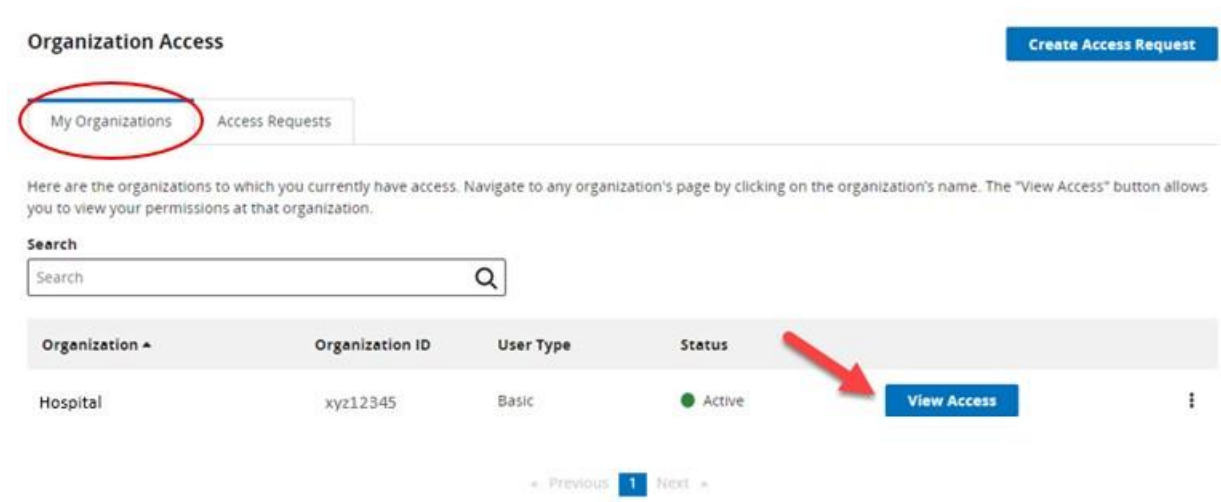 Organization Access
Create Access Request
My Organizations
Access Requests
Here are the organizations to which you currently have access. Navigate to any organization's page by clicking on the organization's name. The "View Access" button allows
you to view your permissions at that organization.
Search
Search
Organization Organization ID User Type Status
Hospital xyz12345 Basic Active View Access
« Previous 1 Next »